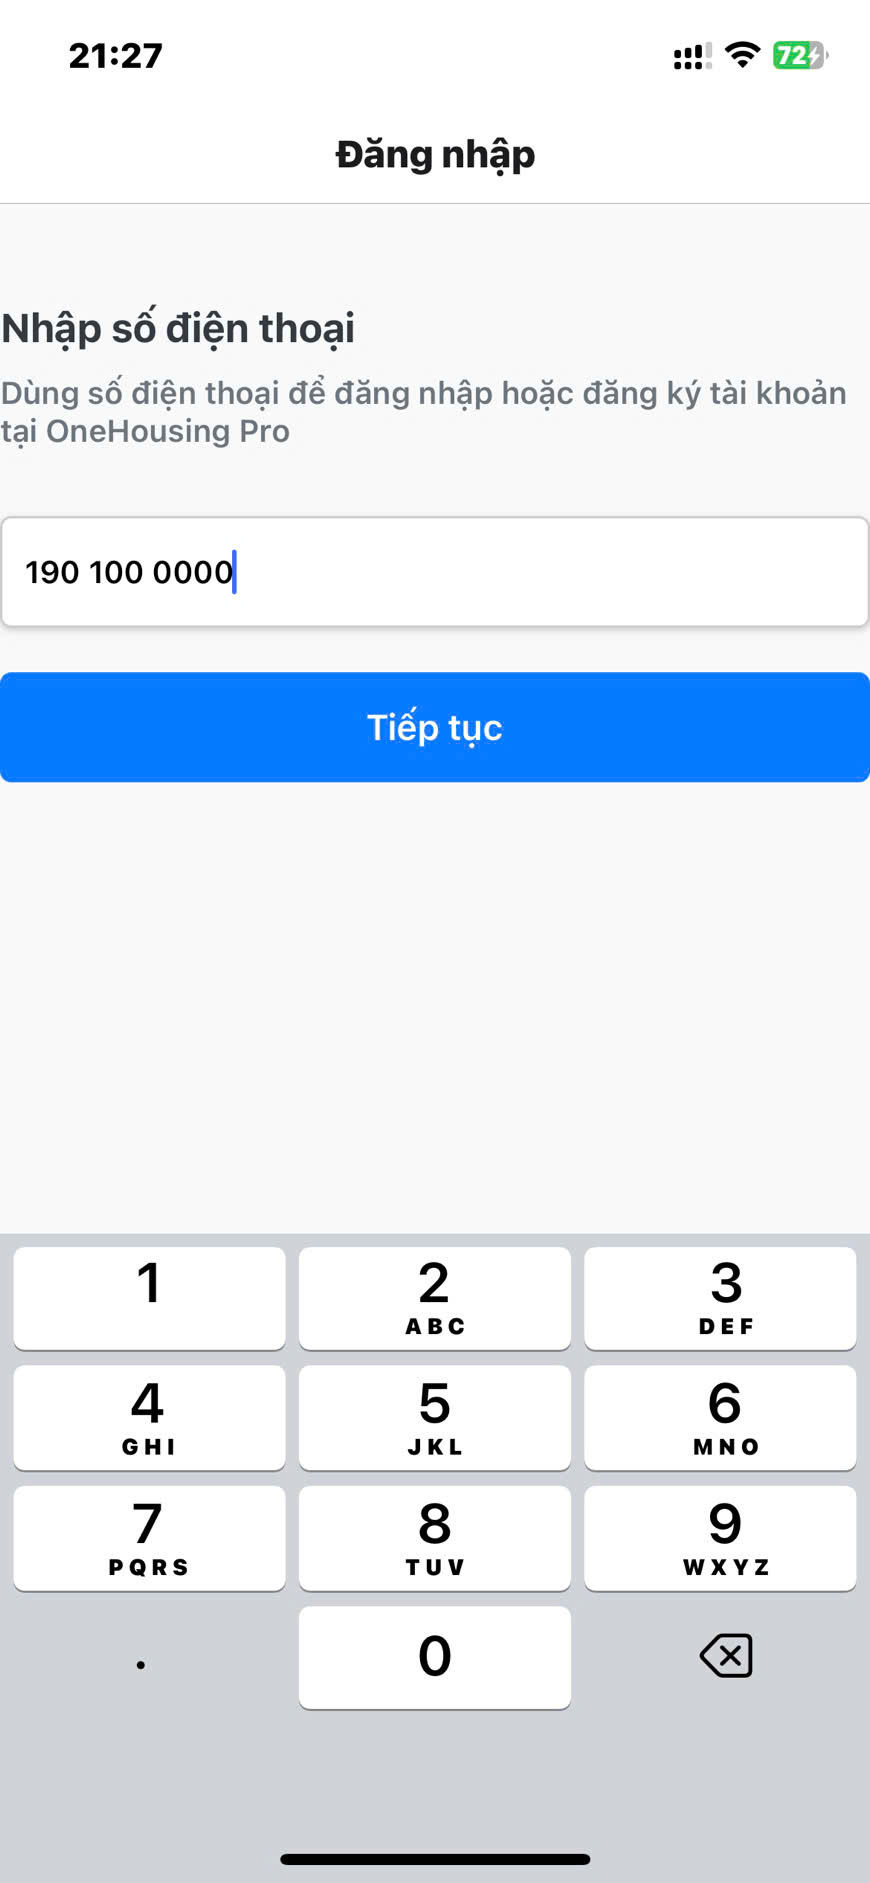 21:27
72
Đăng nhập
Nhập số điện thoại
Dùng số điện thoại để đăng nhập hoặc đăng ký tài khoản
tại OneHousing Pro
190 100 0000
Tiếp tục
1
2
ABC
3
DEF
4
GHI
5
JKL
6
MNO
7
PQRS
8
TUV
9
WXYZ
.
0